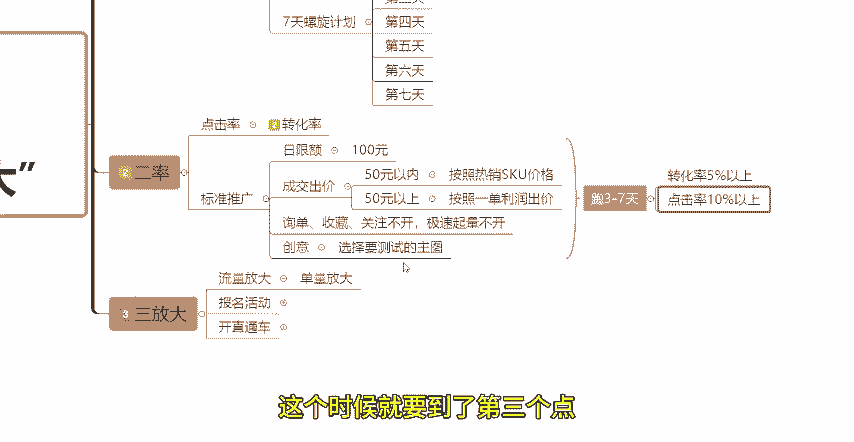 7天螺旋计划
第四天
第五天
第六天
第七天
大”
2 二率
点击率
转化率
标准推广
日限额
100元
成交出价
50元以内
按照热销SKU价格
50元以上
按照一单利润出价
询单、收藏、关注不开，极速起量不开
创意
选择要测试的主图
跑3-7天
转化率5%以上
点击率10%以上
3 三放大
流量放大
单量放大
报名活动
开直通车
这个时候就要到了第三个点